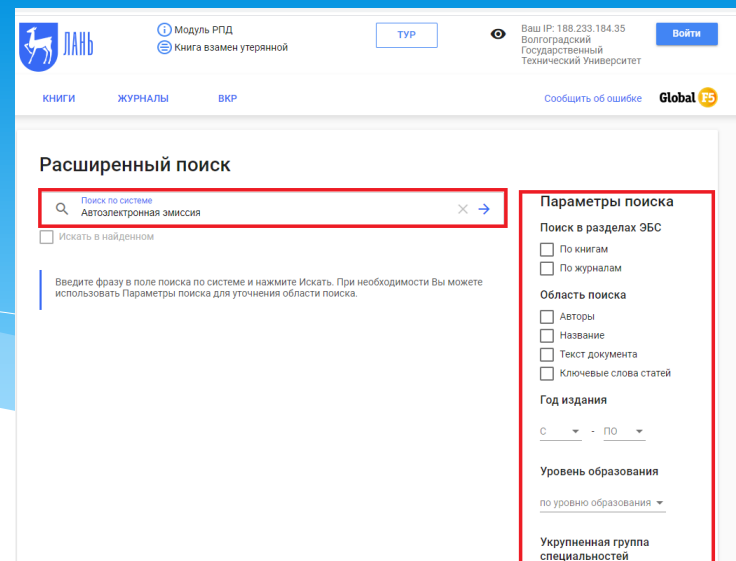 ЛАНЬ
Модуль РПД
Книга взамен утерянной
ТУР
Ваш IP: 188.233.184.35
Волгоградский
Государственный
Технический Университет
Войти
КНИГИ ЖУРНАЛЫ ВКР
Сообщить об ошибке
Global F5
Расширенный поиск
Поиск по системе
Автоэлектронная эмиссия
Искать в найденном
Введите фразу в поле поиска по системе и нажмите Искать. При необходимости Вы можете
использовать Параметры поиска для уточнения области поиска.
Параметры поиска
Поиск в разделах ЭБС
По книгам
По журналам
Область поиска
Авторы
Название
Текст документа
Ключевые слова статей
Год издания
С - ПО
Уровень образования
по уровню образования
Укрупненная группа
специальностей